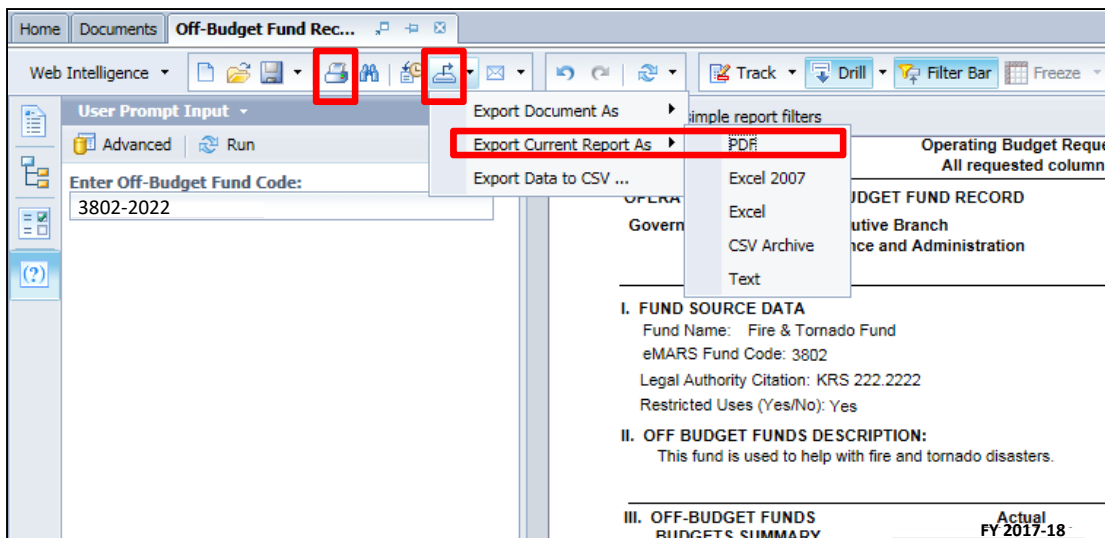 Home Documents Off-Budget Fund Rec...
Web Intelligence Track Drill Filter Bar Freeze
User Prompt Input
Advanced Run
Enter Off-Budget Fund Code:
3802-2022
Export Document As
Export Current Report As
Export Data to CSV ...
simple report filters
PDF
Excel 2007
Excel
CSV Archive
Text
Operating Budget Reque
All requested column
OPERA JDGET FUND RECORD
Govern utive Branch
nce and Administration
I. FUND SOURCE DATA
Fund Name: Fire & Tornado Fund
eMARS Fund Code: 3802
Legal Authority Citation: KRS 222.2222
Restricted Uses (Yes/No): Yes
II. OFF BUDGET FUNDS DESCRIPTION:
This fund is used to help with fire and tornado disasters.
III. OFF-BUDGET FUNDS Actual
BUDGETS SUMMARY FY 2017-18